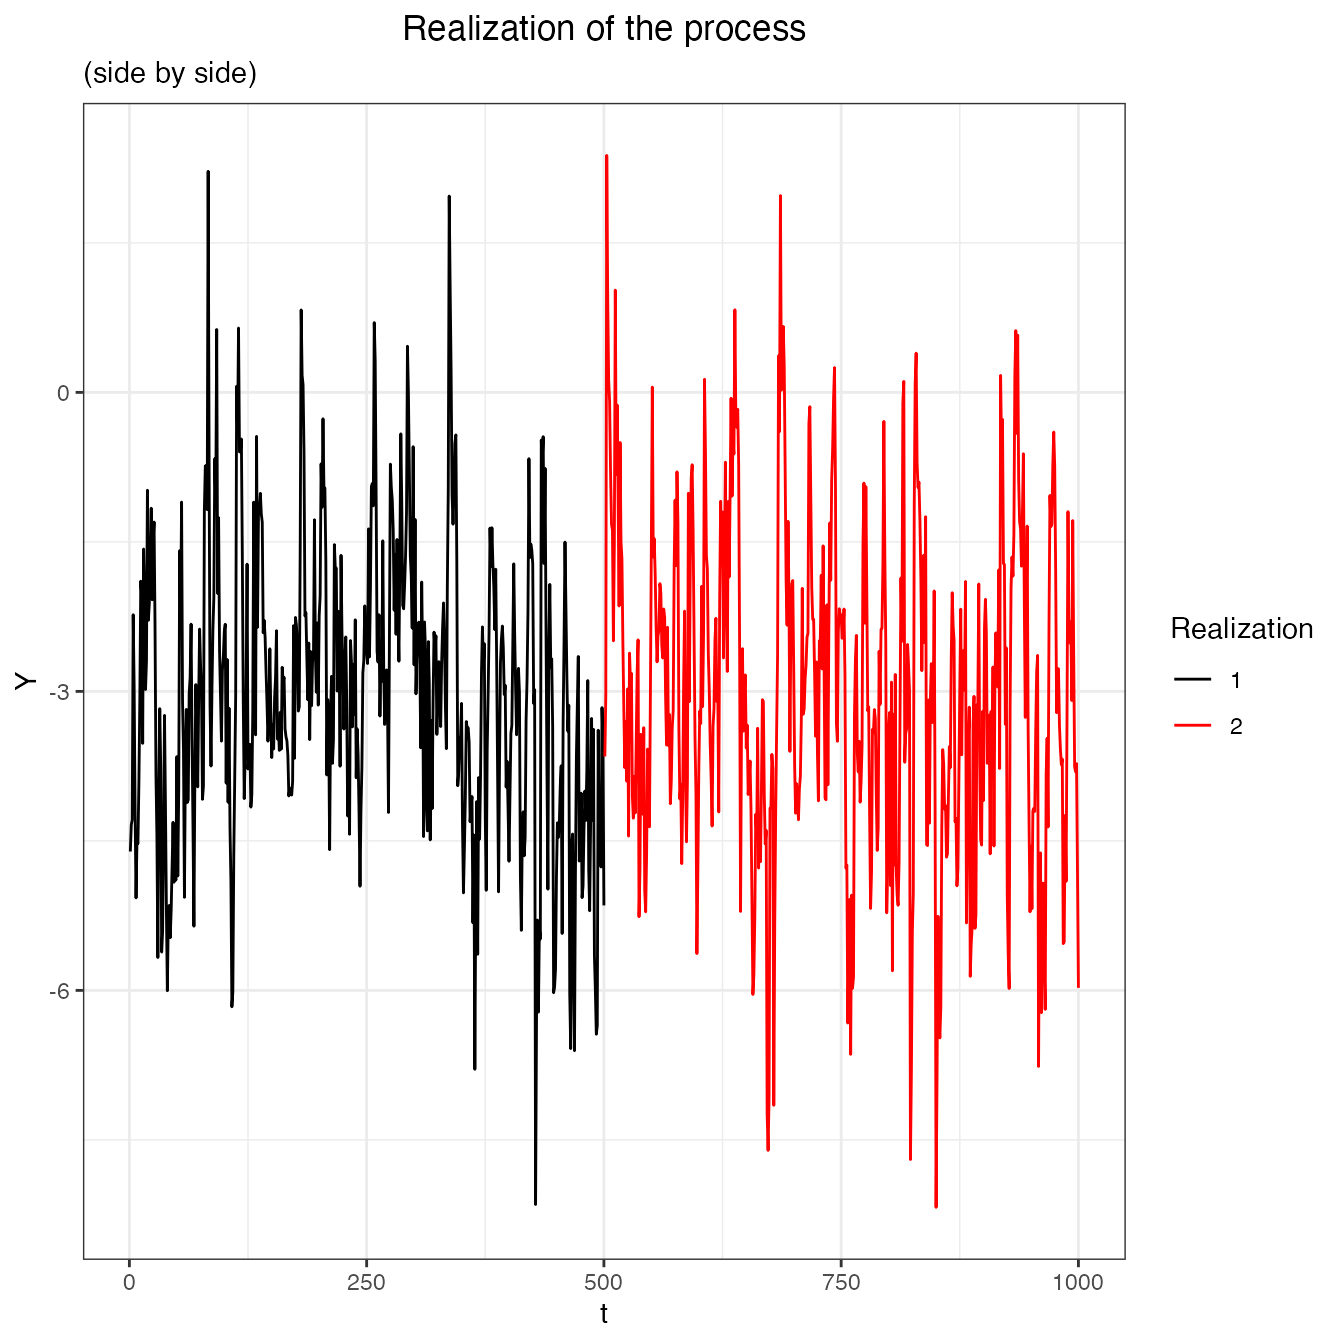 Realization of the process
(side by side)
Y
0
-3
-6
0 250 500 750 1000
t
Realization
1
2